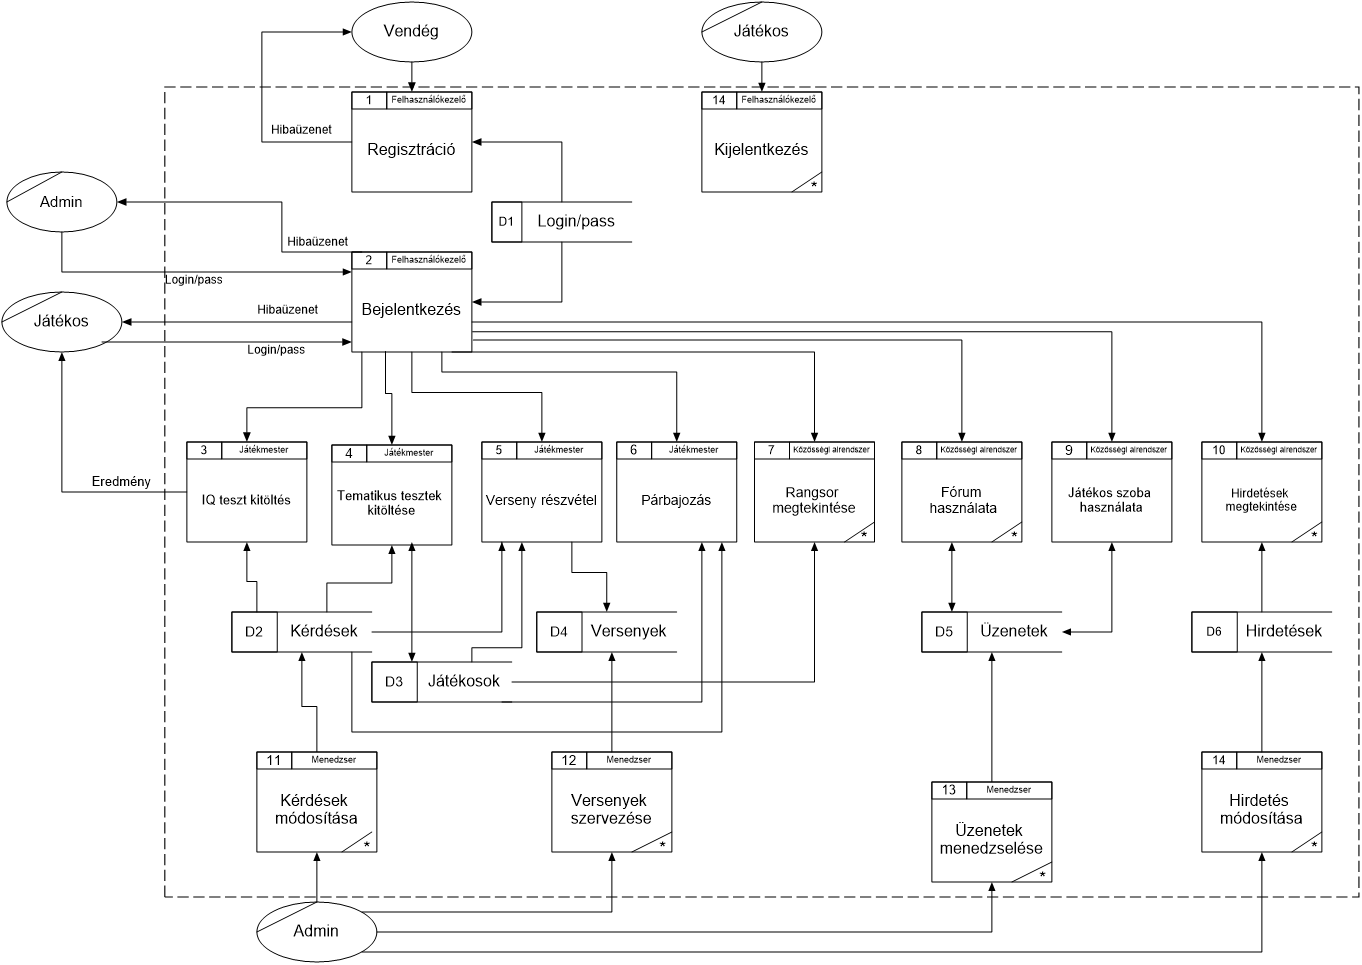 Vendég
Játékos
1 Felhasználókezelő
14 Felhasználókezelő
Hibaüzenet
Regisztráció
Kijelentkezés
*
Admin
D1 Login/pass
Hibaüzenet
2 Felhasználókezelő
Login/pass
Hibaüzenet
Bejelentkezés
Játékos
Login/pass
3 Játékmester
4 Játékmester
5 Játékmester
6 Játékmester
7 Közösségi alrendszer
8 Közösségi alrendszer
9 Közösségi alrendszer
10 Közösségi alrendszer
Eredmény
IQ teszt kitöltés
Tematikus tesztek
kitöltése
Verseny részvétel
Párbajozás
Rangsor
megtekintése
*
Fórum
használata
*
Játékos szoba
használata
Hirdetések
megtekintése
*
D2 Kérdések
D4 Versenyek
D5 Üzenetek
D6 Hirdetések
D3 Játékosok
11 Menedzser
Kérdések
módosítása
*
12 Menedzser
Versenyek
szervezése
*
13 Menedzser
Üzenetek
menedzselése
*
14 Menedzser
Hirdetés
módosítása
*
Admin